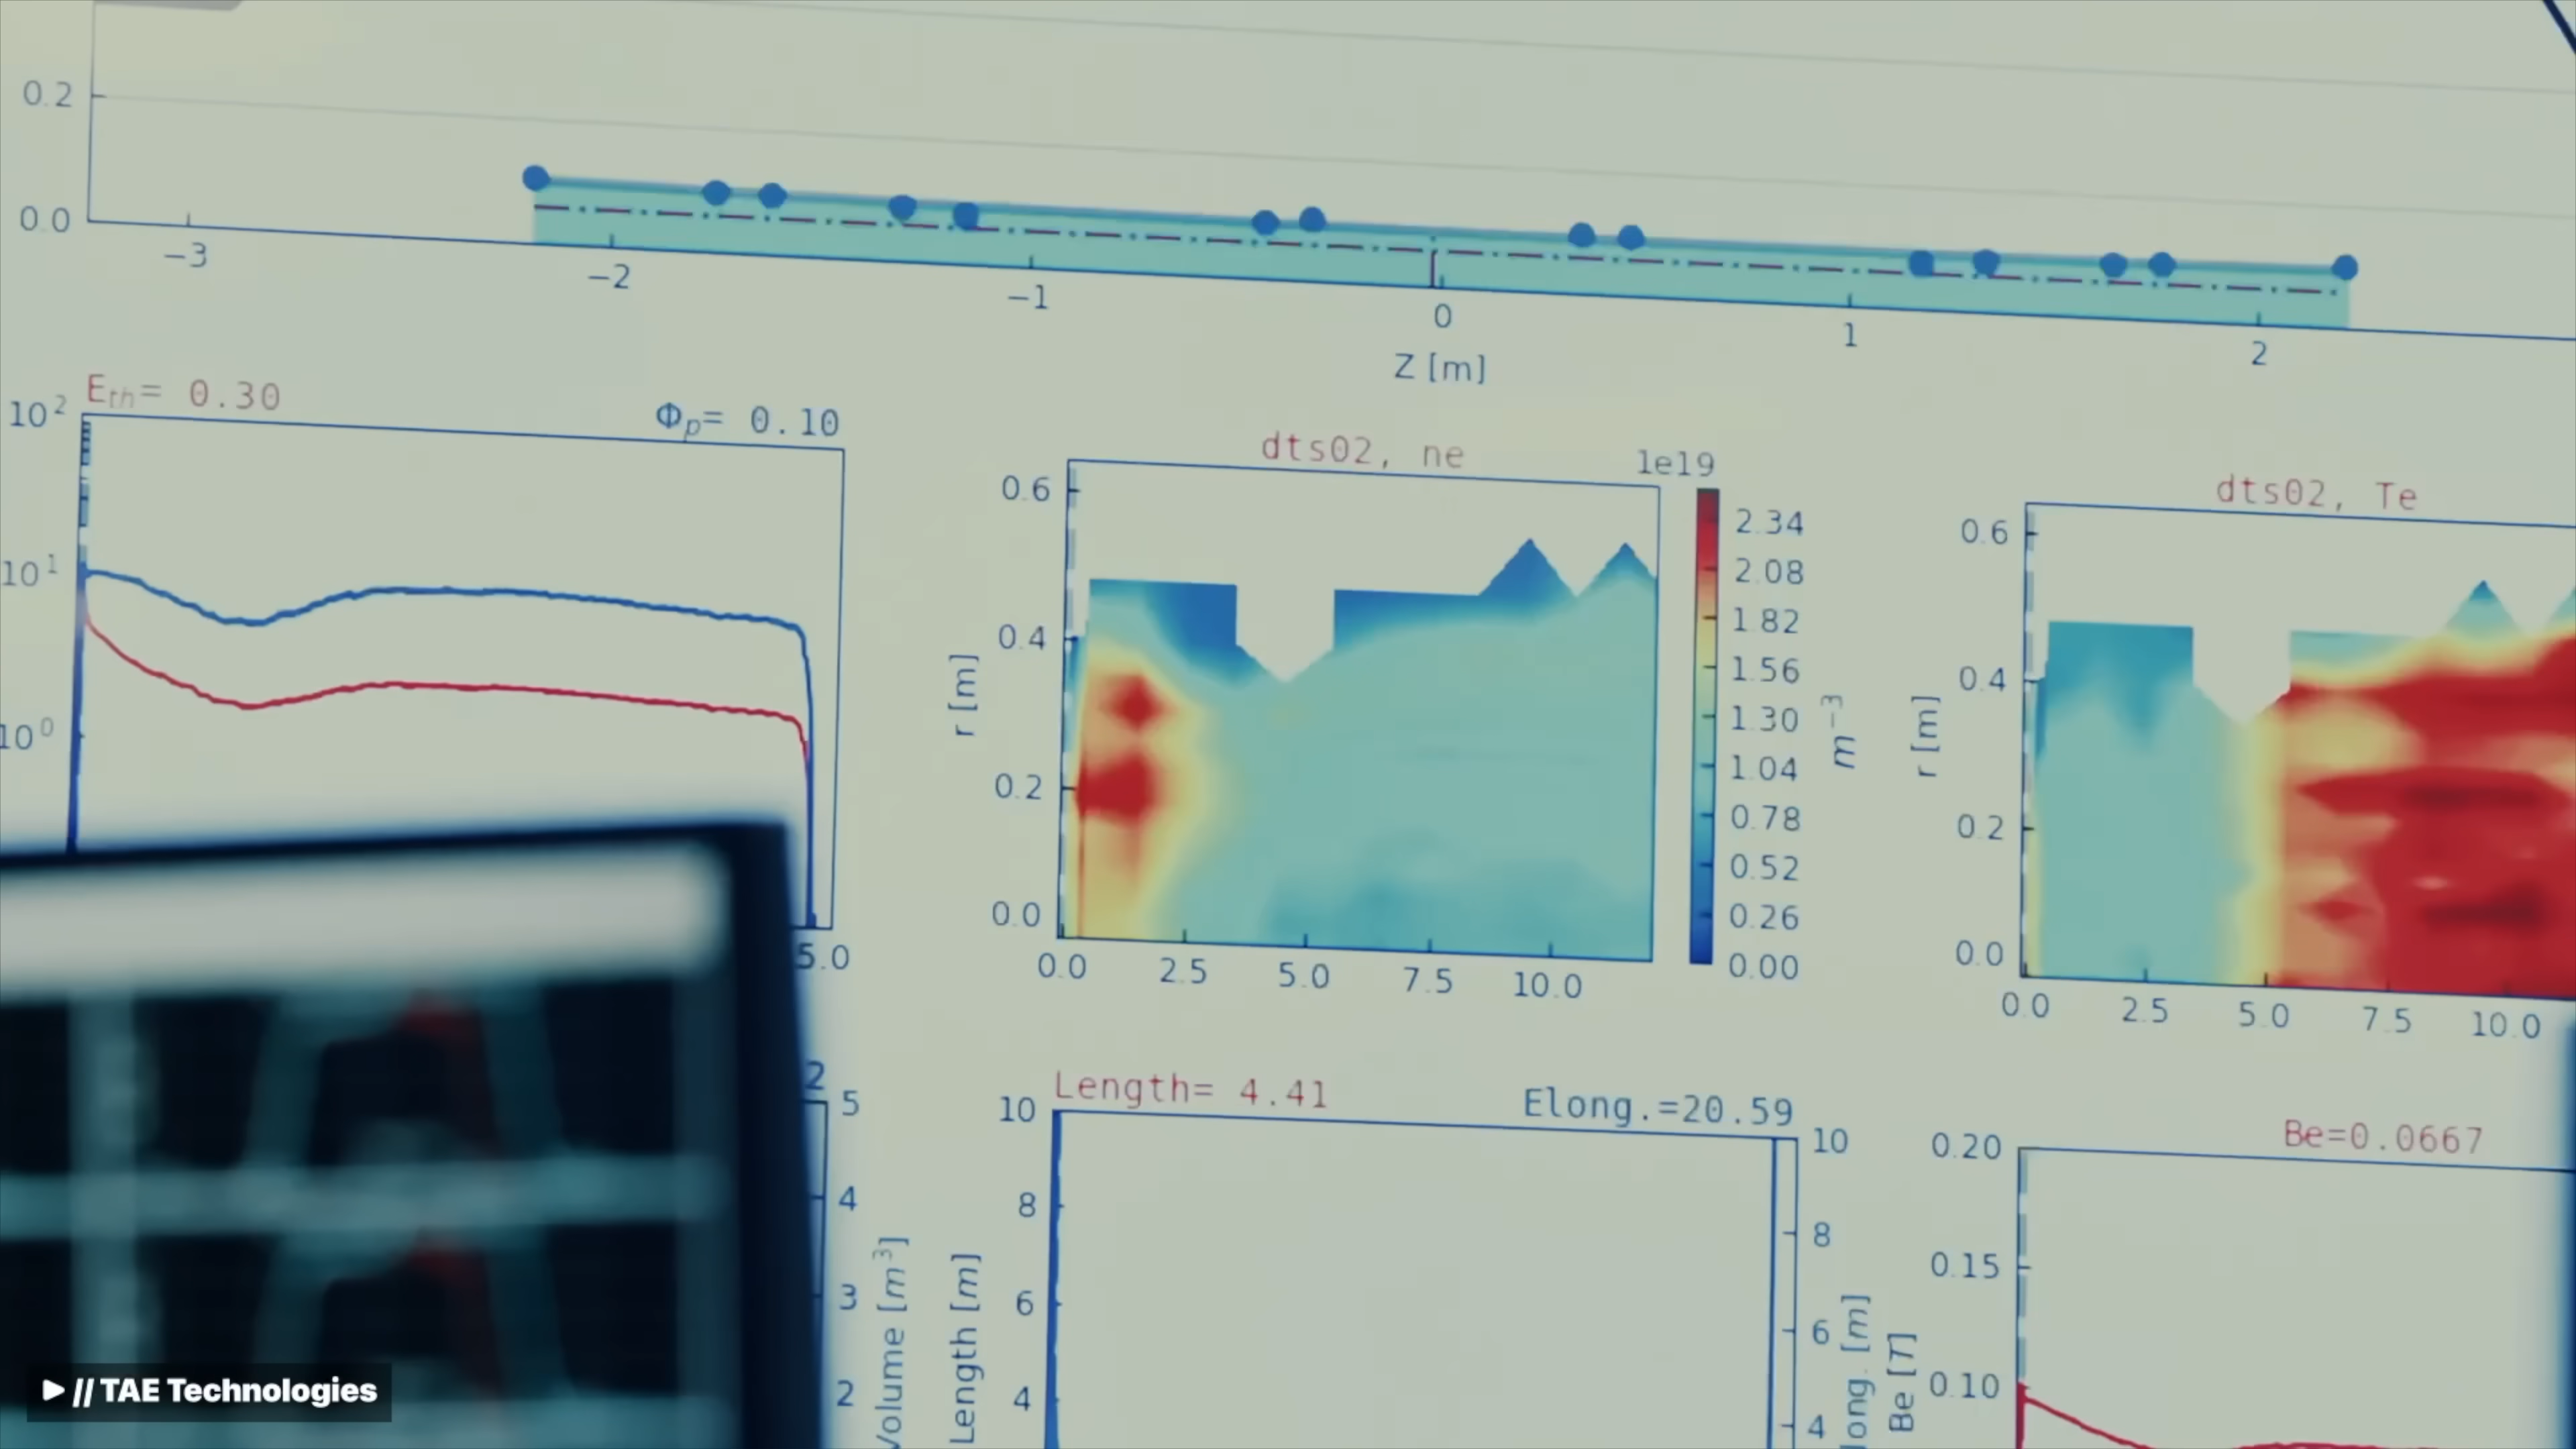 0.2
0.0
−3
−2
−1
0
1
2
Z [m]
E_th= 0.30
Φ_p= 0.10
10²
10¹
10⁰
5.0
dts02, ne
1e19
0.6
0.4
0.2
0.0
r [m]
0.0 2.5 5.0 7.5 10.0
2.34
2.08
1.82
1.56
1.30
1.04
0.78
0.52
0.26
0.00
m⁻³
dts02, Te
0.6
0.4
0.2
0.0
r [m]
0.0 2.5 5.0 7.5 10.0
2
5
4
3
2
Volume [m³]
Length= 4.41
Elong.=20.59
10
8
6
4
Length [m]
10
8
6
4
long. [m]
Be=0.0667
0.20
0.15
0.10
Be [T]
// TAE Technologies